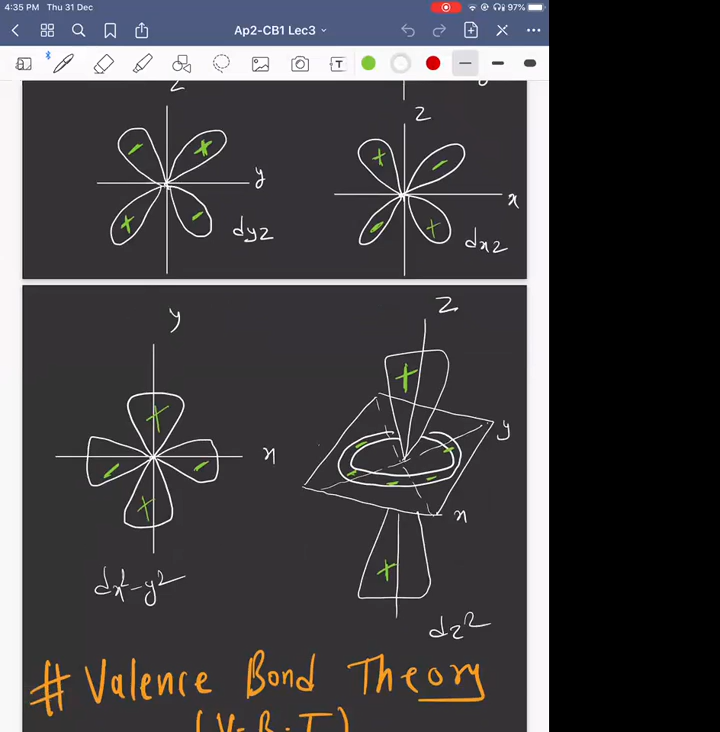 4:35 PM Thu 31 Dec 97%
Ap2-CB1 Lec3
T
Z
+ - y
+ - dyz
Z
+ - x
- + dxz
y
+
- - x
+
dx²-y²
Z
+
y
- - - - -
x
+
dz²
# Valence Bond Theory
(V.B.T)